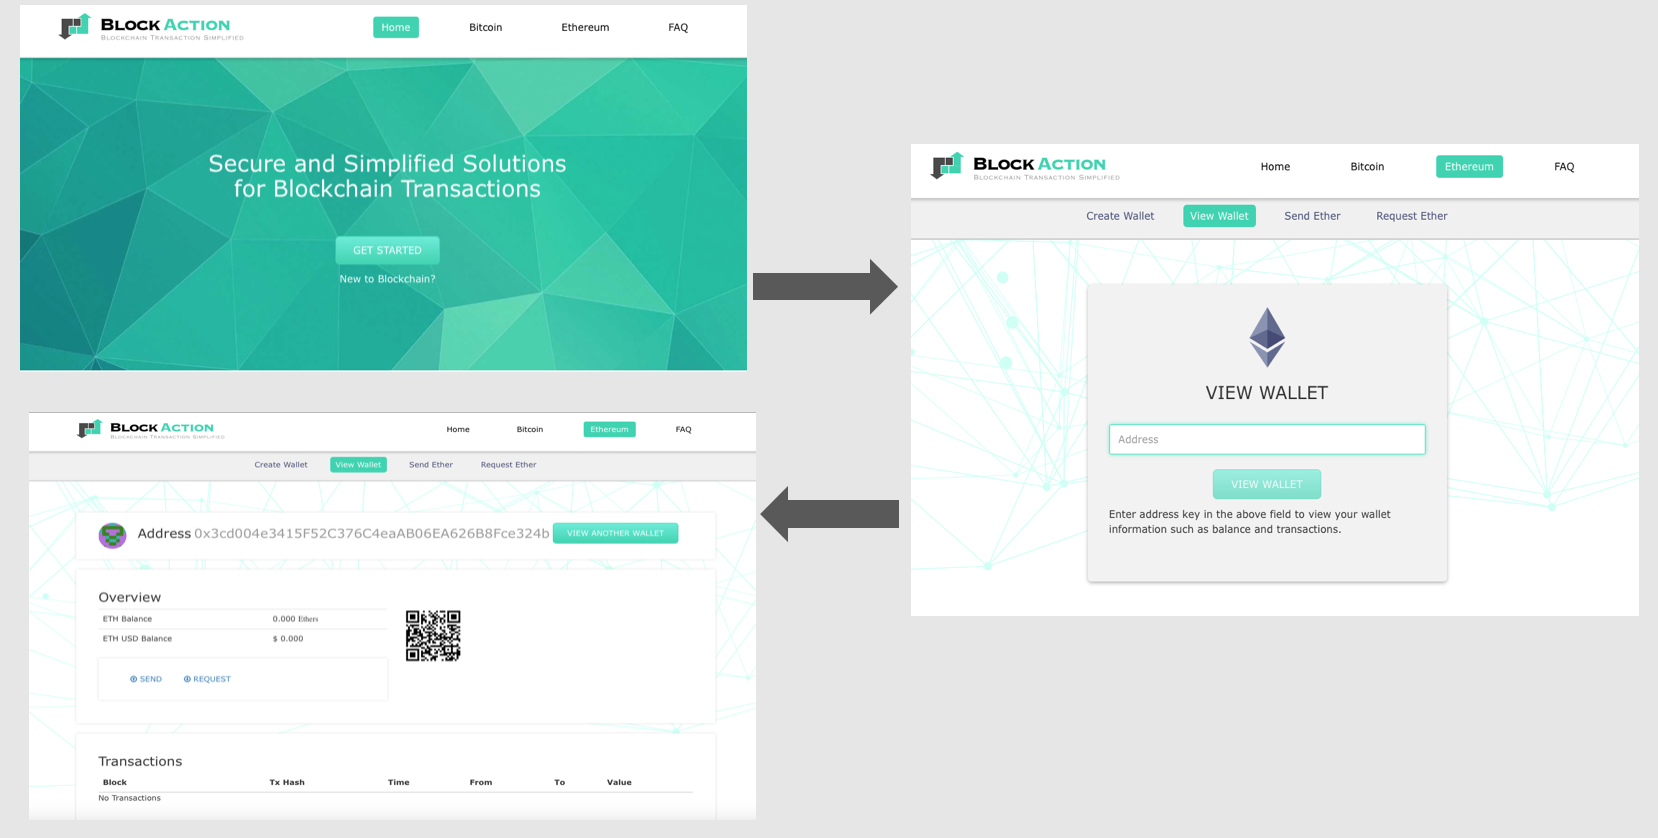 BLOCK ACTION
BLOCKCHAIN TRANSACTION SIMPLIFIED
Home
Bitcoin
Ethereum
FAQ
Secure and Simplified Solutions
for Blockchain Transactions
GET STARTED
New to Blockchain?
BLOCK ACTION
BLOCKCHAIN TRANSACTION SIMPLIFIED
Home
Bitcoin
Ethereum
FAQ
Create Wallet
View Wallet
Send Ether
Request Ether
VIEW WALLET
Address
VIEW WALLET
Enter address key in the above field to view your wallet
information such as balance and transactions.
BLOCK ACTION
BLOCKCHAIN TRANSACTION SIMPLIFIED
Home
Bitcoin
Ethereum
FAQ
Create Wallet
View Wallet
Send Ether
Request Ether
Address 0x3cd004e3415F52C376C4eaAB06EA626B8Fce324b
VIEW ANOTHER WALLET
Overview
ETH Balance 0.000 Ethers
ETH USD Balance $ 0.000
SEND
REQUEST
Transactions
Block Tx Hash Time From To Value
No Transactions